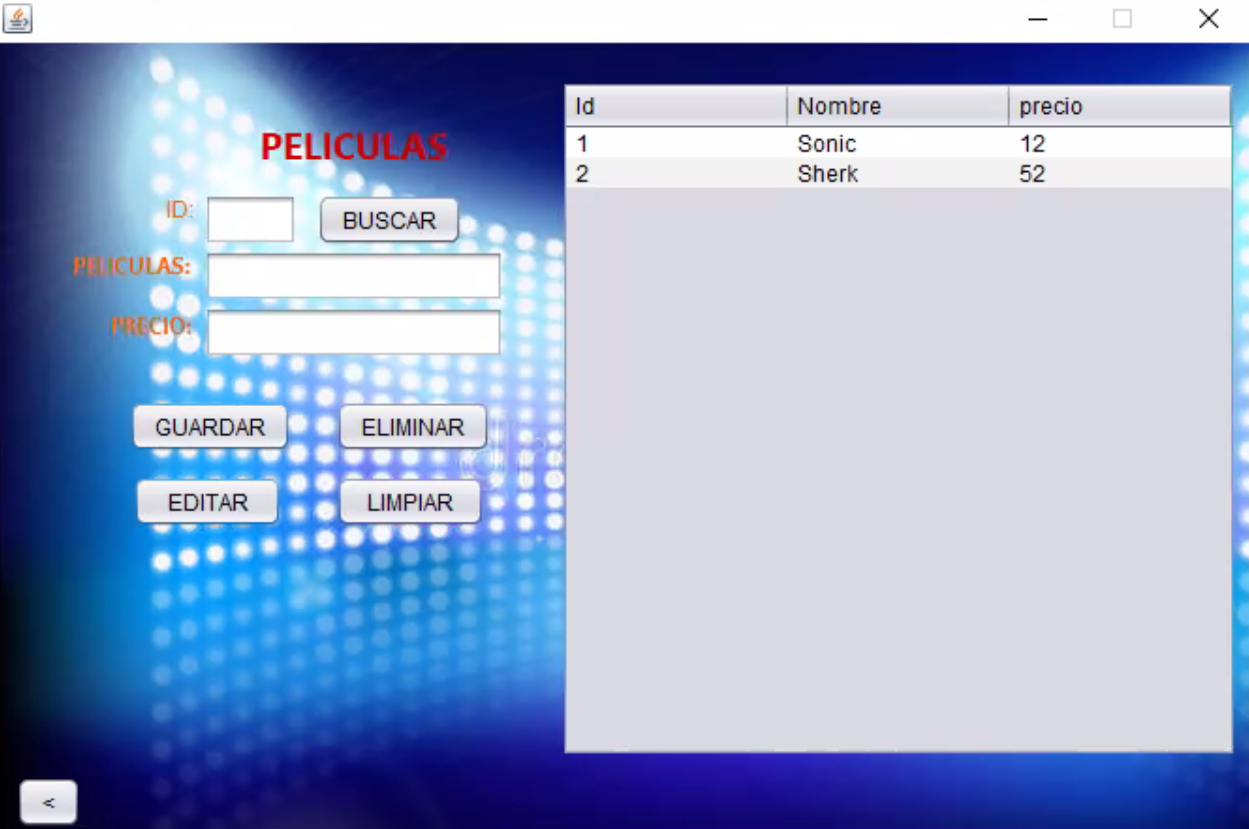 PELICULAS
ID:
BUSCAR
PELICULAS:
PRECIO:
GUARDAR ELIMINAR
EDITAR LIMPIAR
<
Id Nombre precio
1 Sonic 12
2 Sherk 52